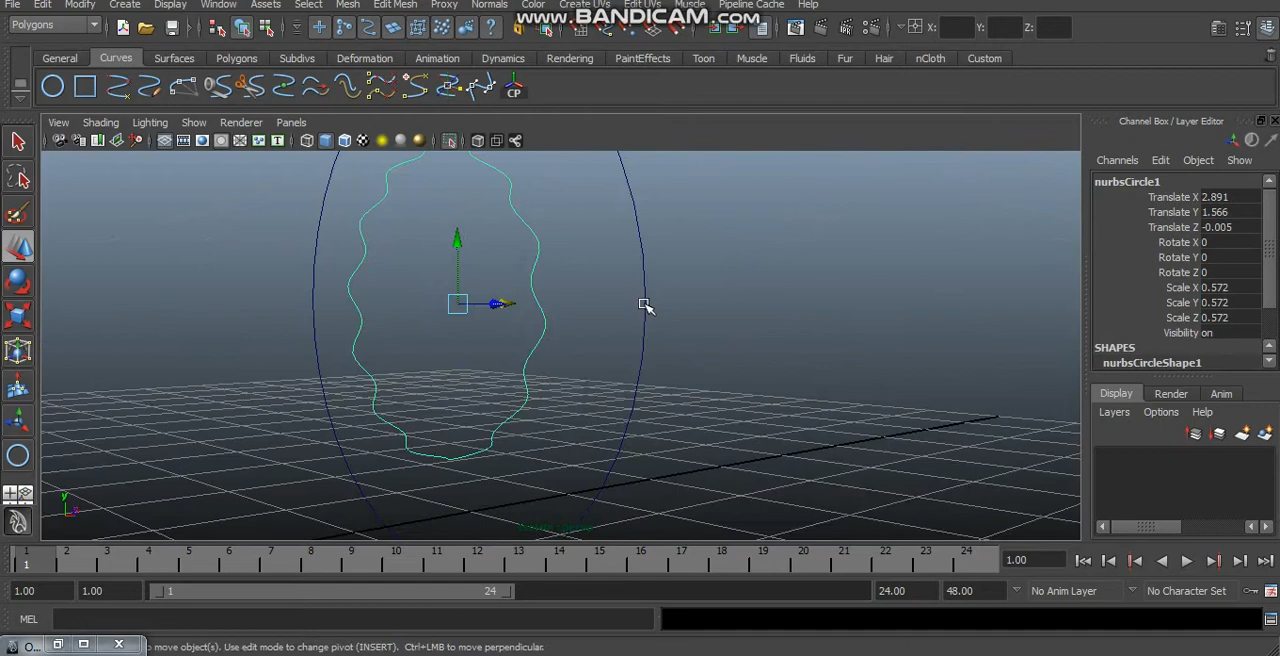 File Edit Modify Create Display Window Assets Select Mesh Edit Mesh Proxy Normals Color Create UVs Edit UVs Muscle Pipeline Cache Help
www.BANDICAM.com
Polygons
X: Y: Z:
General Curves Surfaces Polygons Subdivs Deformation Animation Dynamics Rendering PaintEffects Toon Muscle Fluids Fur Hair nCloth Custom
CP
View Shading Lighting Show Renderer Panels
Channel Box / Layer Editor
Channels Edit Object Show
nurbsCircle1
Translate X 2.891
Translate Y 1.566
Translate Z -0.005
Rotate X 0
Rotate Y 0
Rotate Z 0
Scale X 0.572
Scale Y 0.572
Scale Z 0.572
Visibility on
SHAPES
nurbsCircleShape1
Display Render Anim
Layers Options Help
y
1 2 3 4 5 6 7 8 9 10 11 12 13 14 15 16 17 18 19 20 21 22 23 24
1
1.00
1.00 1.00 1 24 24.00 48.00 No Anim Layer No Character Set
MEL
O... to move object(s). Use edit mode to change pivot (INSERT). Ctrl+LMB to move perpendicular.